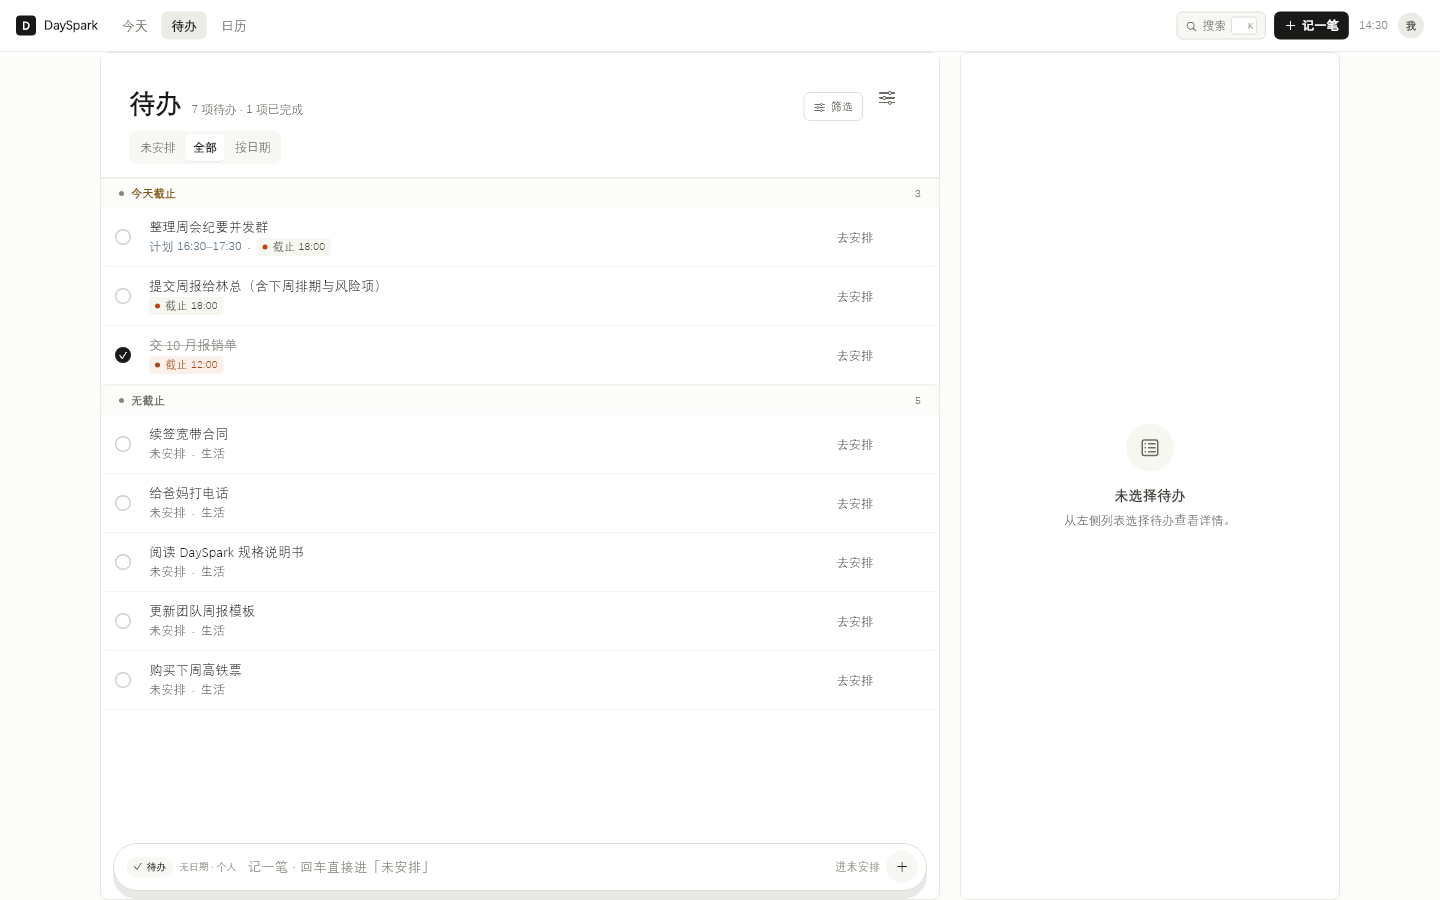 D DaySpark 今天 待办 日历 搜索 K + 记一笔 14:30 我
待办 7 项待办 · 1 项已完成 筛选
未安排 全部 按日期
今天截止 3
整理周会纪要并发群
计划 16:30–17:30 · 截止 18:00 去安排
提交周报给林总（含下周排期与风险项）
截止 18:00 去安排
交 10 月报销单
截止 12:00 去安排
无截止 5
续签宽带合同
未安排 · 生活 去安排
给爸妈打电话
未安排 · 生活 去安排
阅读 DaySpark 规格说明书
未安排 · 生活 去安排
更新团队周报模板
未安排 · 生活 去安排
购买下周高铁票
未安排 · 生活 去安排
待办 无日期 · 个人 记一笔 · 回车直接进「未安排」 进未安排 +
未选择待办
从左侧列表选择待办查看详情。